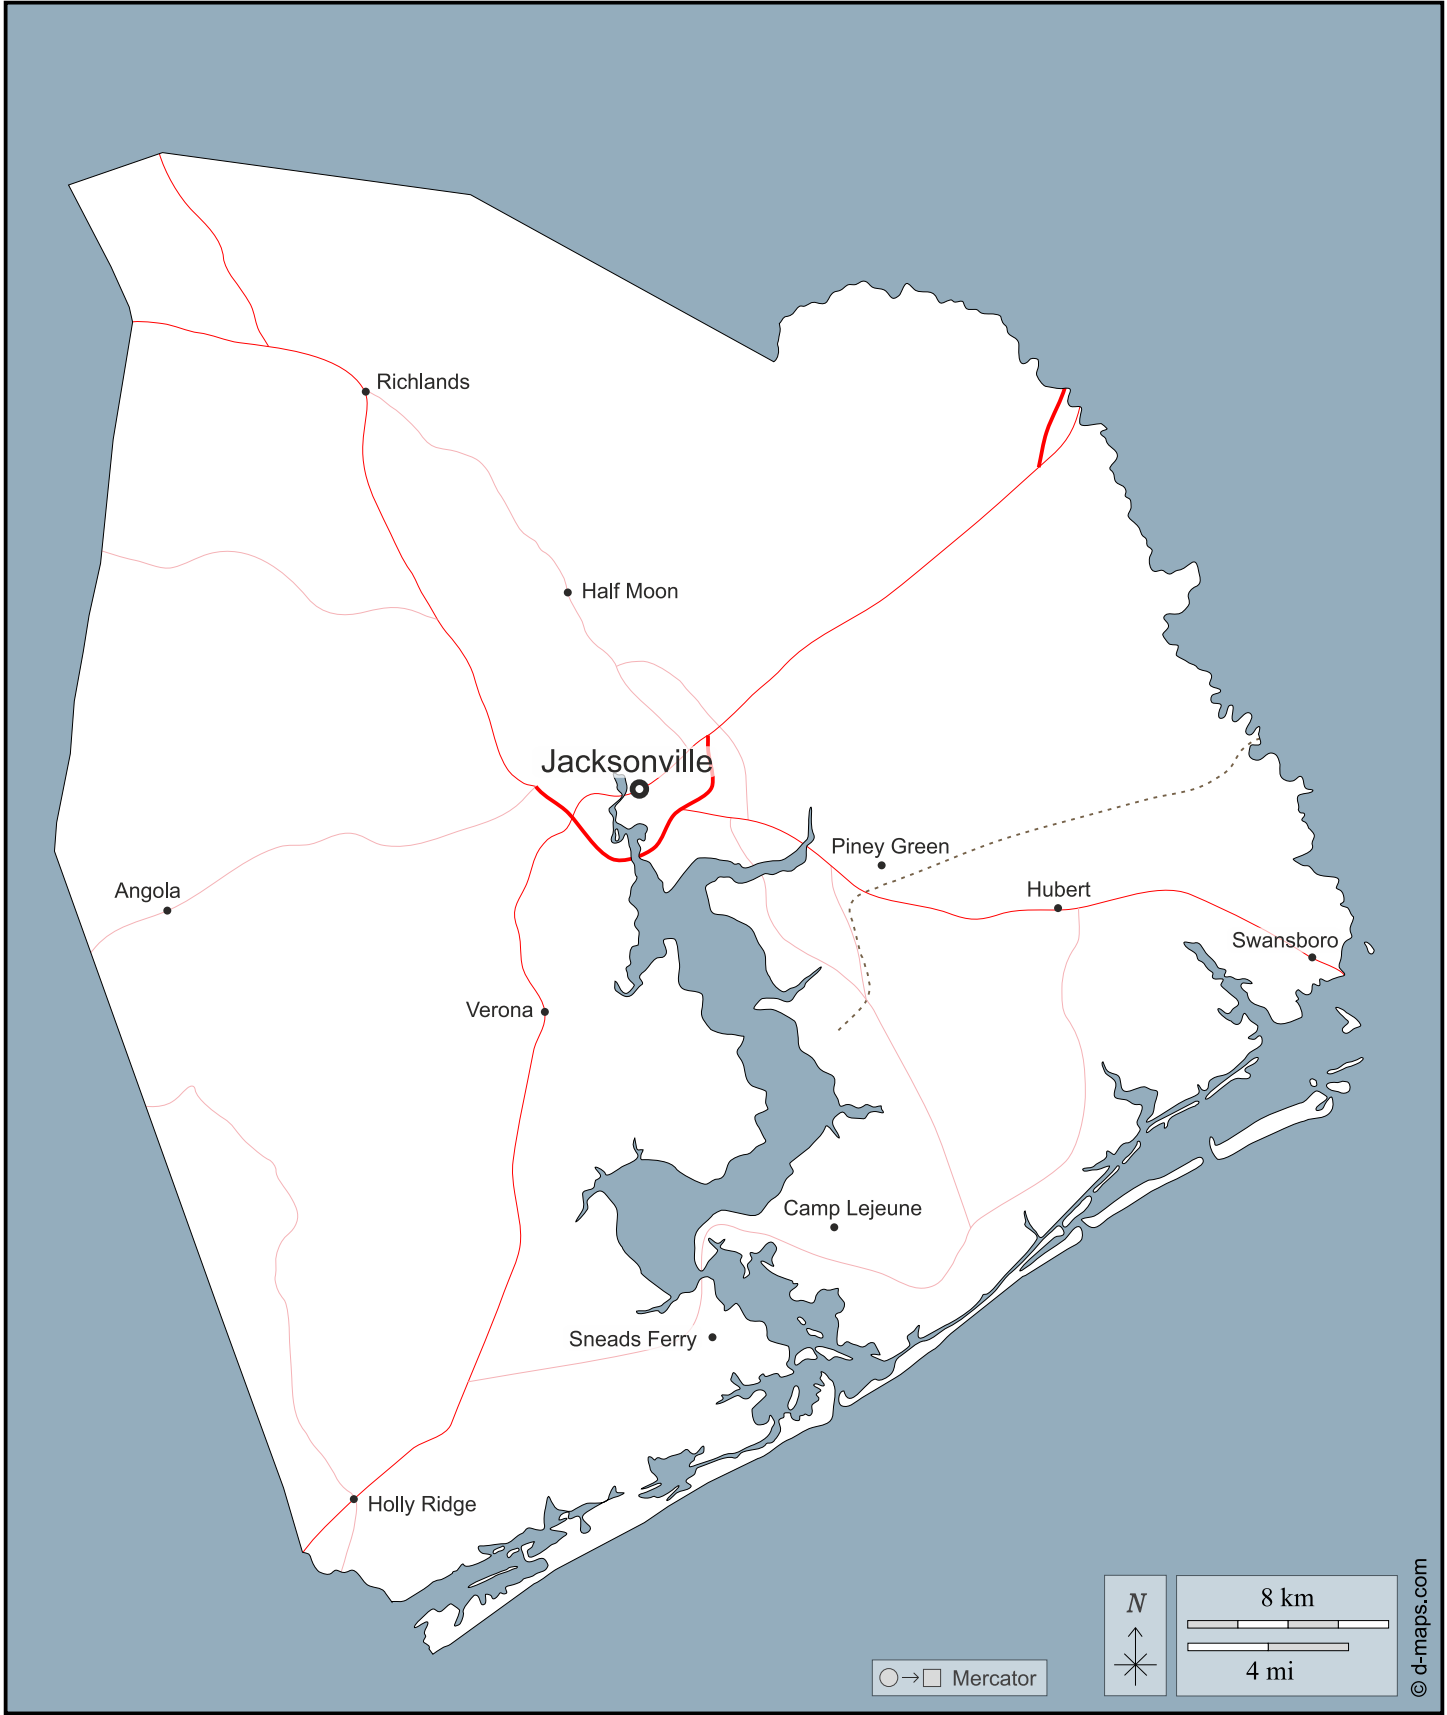 Richlands
Half Moon
Jacksonville
Piney Green
Angola
Hubert
Swansboro
Verona
Camp Lejeune
Sneads Ferry
Holly Ridge
N
8 km
4 mi
Mercator
© d-maps.com